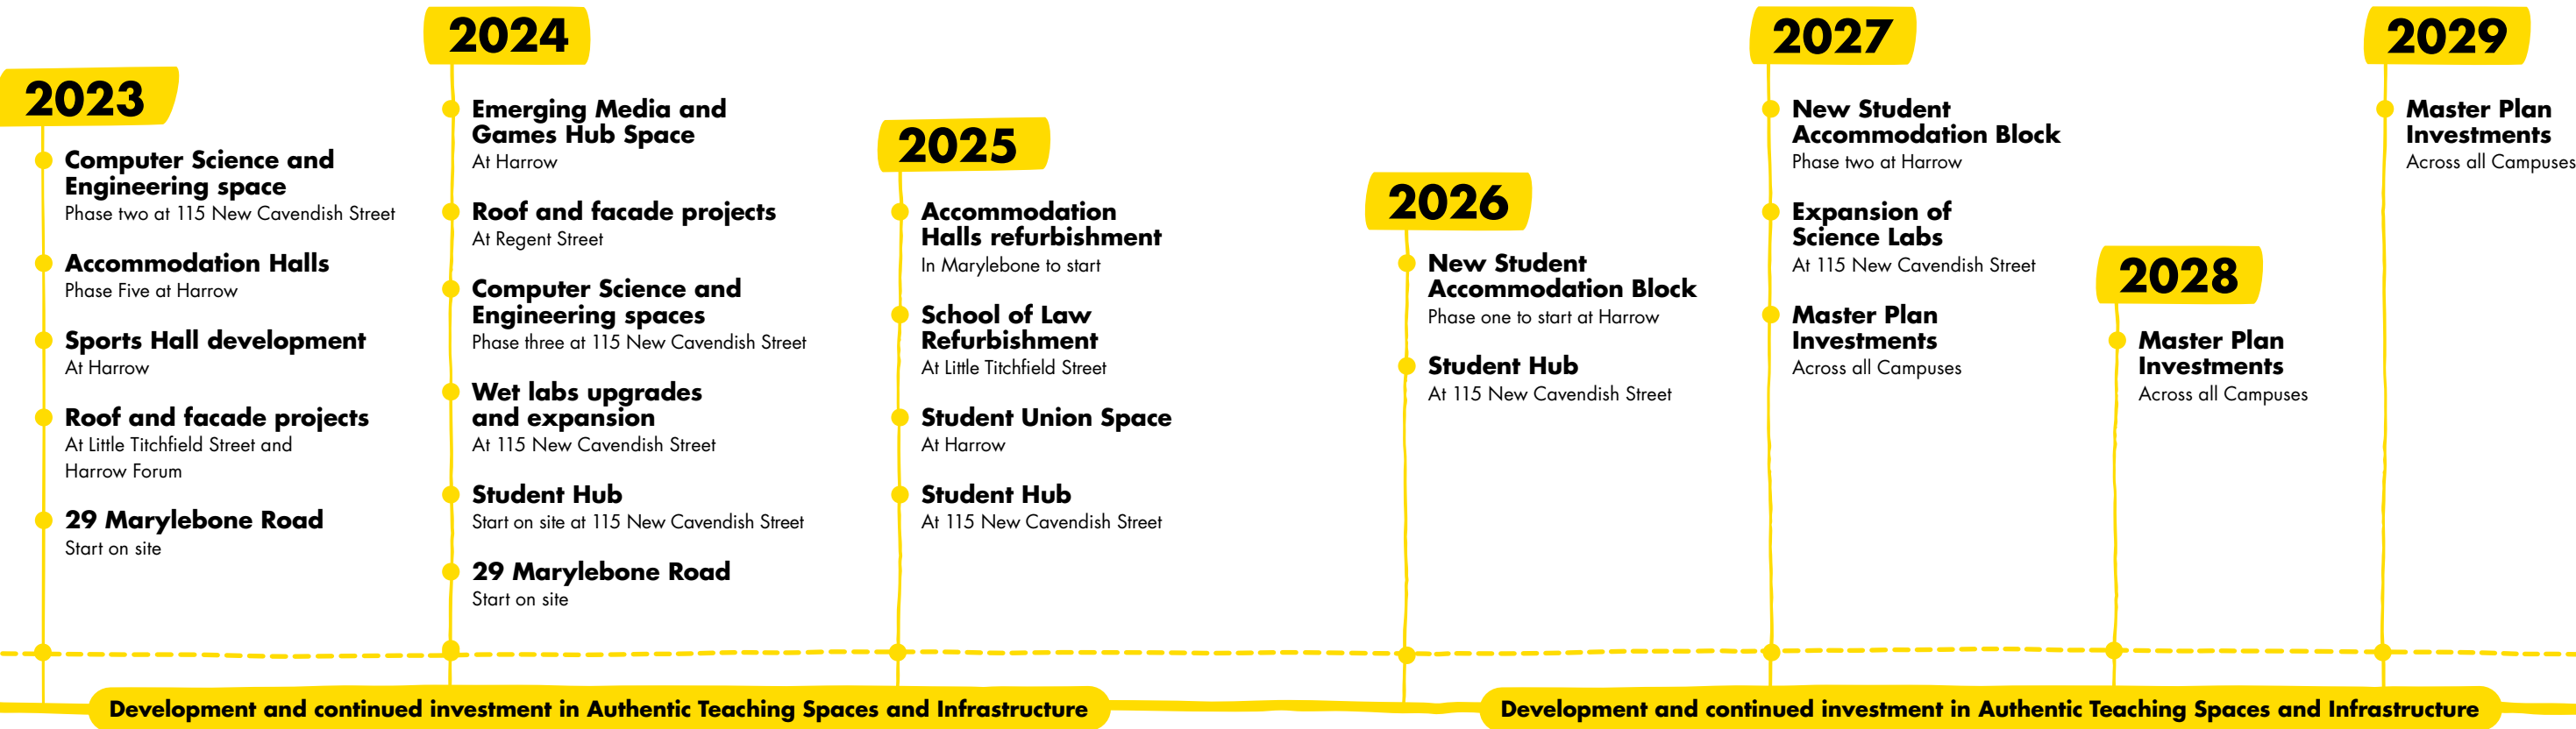 2023
Computer Science and
Engineering space
Phase two at 115 New Cavendish Street
Accommodation Halls
Phase Five at Harrow
Sports Hall development
At Harrow
Roof and facade projects
At Little Titchfield Street and
Harrow Forum
29 Marylebone Road
Start on site
2024
Emerging Media and
Games Hub Space
At Harrow
Roof and facade projects
At Regent Street
Computer Science and
Engineering spaces
Phase three at 115 New Cavendish Street
Wet labs upgrades
and expansion
At 115 New Cavendish Street
Student Hub
Start on site at 115 New Cavendish Street
29 Marylebone Road
Start on site
2025
Accommodation
Halls refurbishment
In Marylebone to start
School of Law
Refurbishment
At Little Titchfield Street
Student Union Space
At Harrow
Student Hub
At 115 New Cavendish Street
2026
New Student
Accommodation Block
Phase one to start at Harrow
Student Hub
At 115 New Cavendish Street
2027
New Student
Accommodation Block
Phase two at Harrow
Expansion of
Science Labs
At 115 New Cavendish Street
Master Plan
Investments
Across all Campuses
2028
Master Plan
Investments
Across all Campuses
2029
Master Plan
Investments
Across all Campuses
Development and continued investment in Authentic Teaching Spaces and Infrastructure
Development and continued investment in Authentic Teaching Spaces and Infrastructure